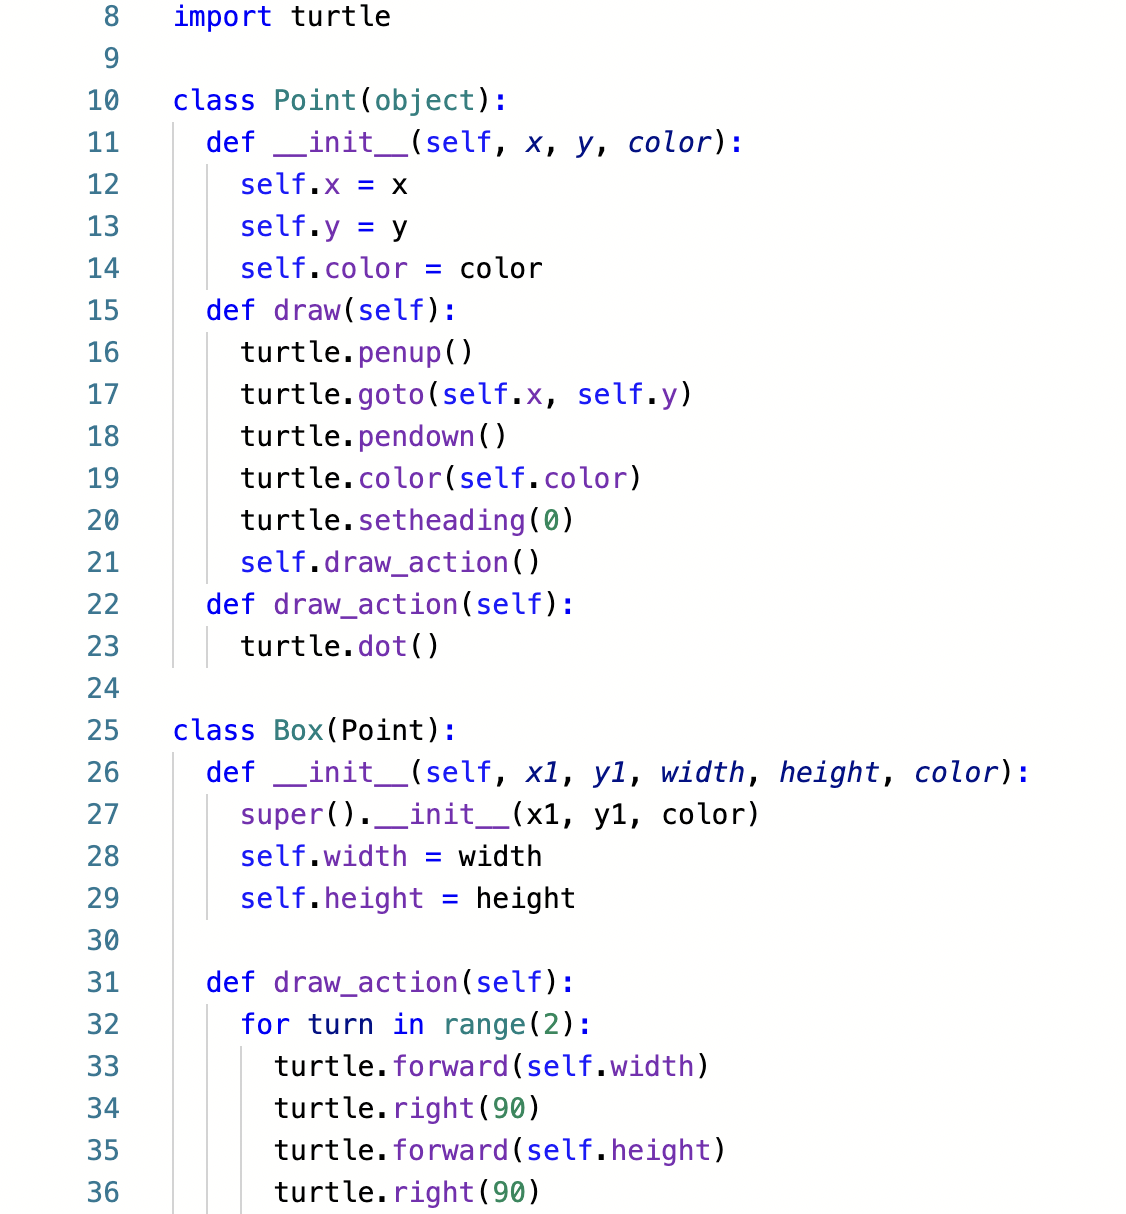 8 import turtle
9
10 class Point(object):
11   def __init__(self, x, y, color):
12     self.x = x
13     self.y = y
14     self.color = color
15   def draw(self):
16     turtle.penup()
17     turtle.goto(self.x, self.y)
18     turtle.pendown()
19     turtle.color(self.color)
20     turtle.setheading(0)
21     self.draw_action()
22   def draw_action(self):
23     turtle.dot()
24
25 class Box(Point):
26   def __init__(self, x1, y1, width, height, color):
27     super().__init__(x1, y1, color)
28     self.width = width
29     self.height = height
30
31   def draw_action(self):
32     for turn in range(2):
33       turtle.forward(self.width)
34       turtle.right(90)
35       turtle.forward(self.height)
36       turtle.right(90)